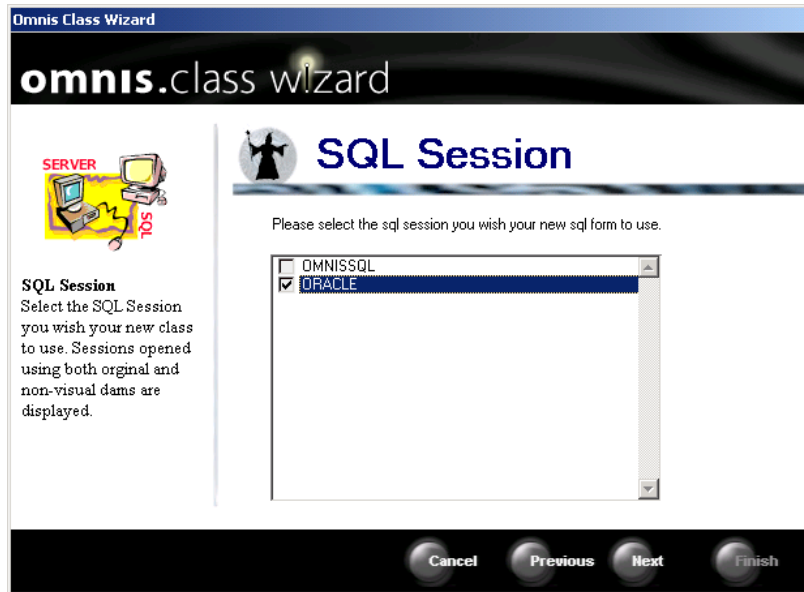 Omnis Class Wizard
omnis.class wizard
SERVER
SQL
SQL Session
Please select the sql session you wish your new sql form to use.
OMNISSQL
ORACLE
SQL Session
Select the SQL Session
you wish your new class
to use. Sessions opened
using both orginal and
non-visual dams are
displayed.
Cancel Previous Next Finish